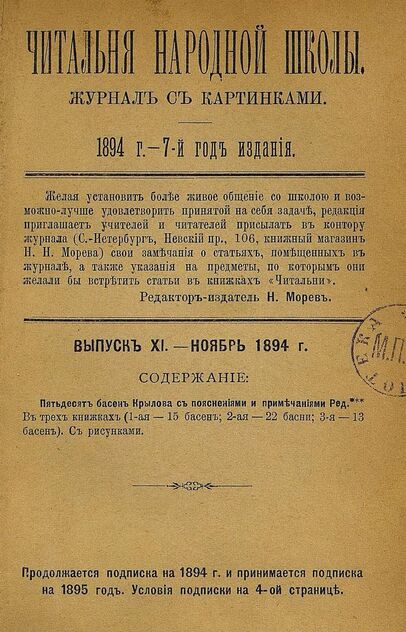 ЧИТАЛЬНЯ НАРОДНОЙ ШКОЛЫ.
ЖУРНАЛЪ СЪ КАРТИНКАМИ.
1894 г.—7-й годъ изданія.
Желая установить болѣе живое общеніе со школою и воз-
можно-лучше удовлетворить принятой на себя задачѣ, редакція
приглашаетъ учителей и читателей присылать въ контору
журнала (С.-Петербургъ, Невскій пр., 106, книжный магазинъ
Н. Н. Морева) свои замѣчанія о статьяхъ, помѣщенныхъ въ
журналѣ, а также указанія на предметы, по которымъ они
желали бы встрѣтить статьи въ книжкахъ «Читальни».
Редакторъ-издатель Н. Моревъ.
ВЫПУСКЪ XI. — НОЯБРЬ 1894 г.
СОДЕРЖАНІЕ:
Пятьдесятъ басенъ Крылова съ поясненіями и примѣчаніями Ред.***
Въ трехъ книжкахъ (1-ая — 15 басенъ; 2-ая — 22 басни; 3-я — 13
басенъ). Съ рисунками.
М.П.
Продолжается подписка на 1894 г. и принимается подписка
на 1895 годъ. Условія подписки на 4-ой страницѣ.